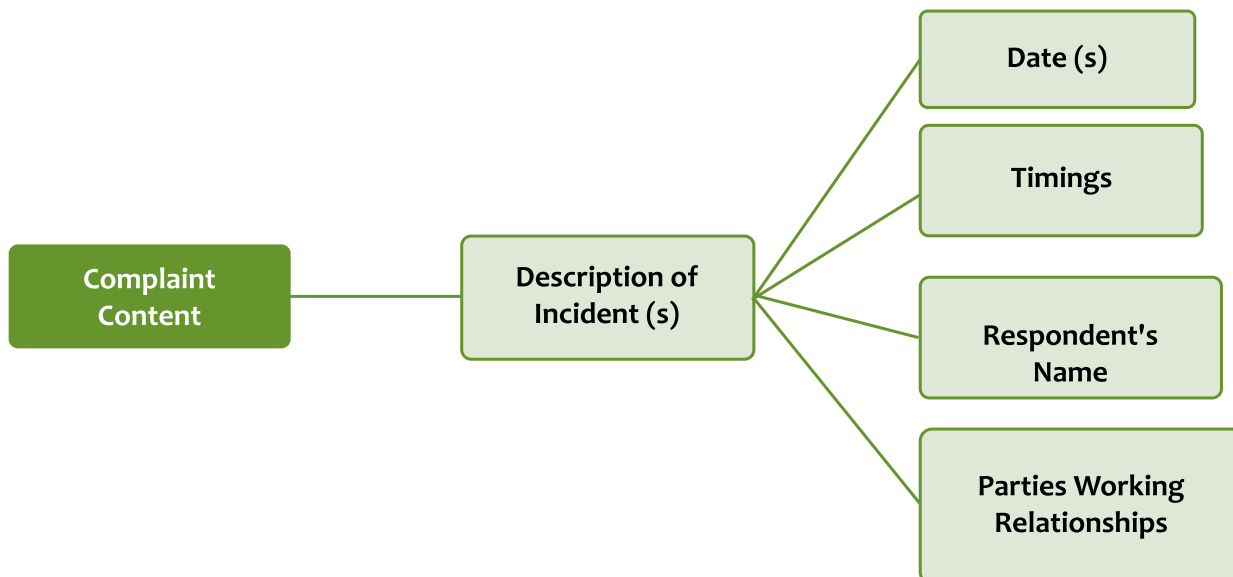 Complaint
Content
Description of
Incident (s)
Date (s)
Timings
Respondent's
Name
Parties Working
Relationships